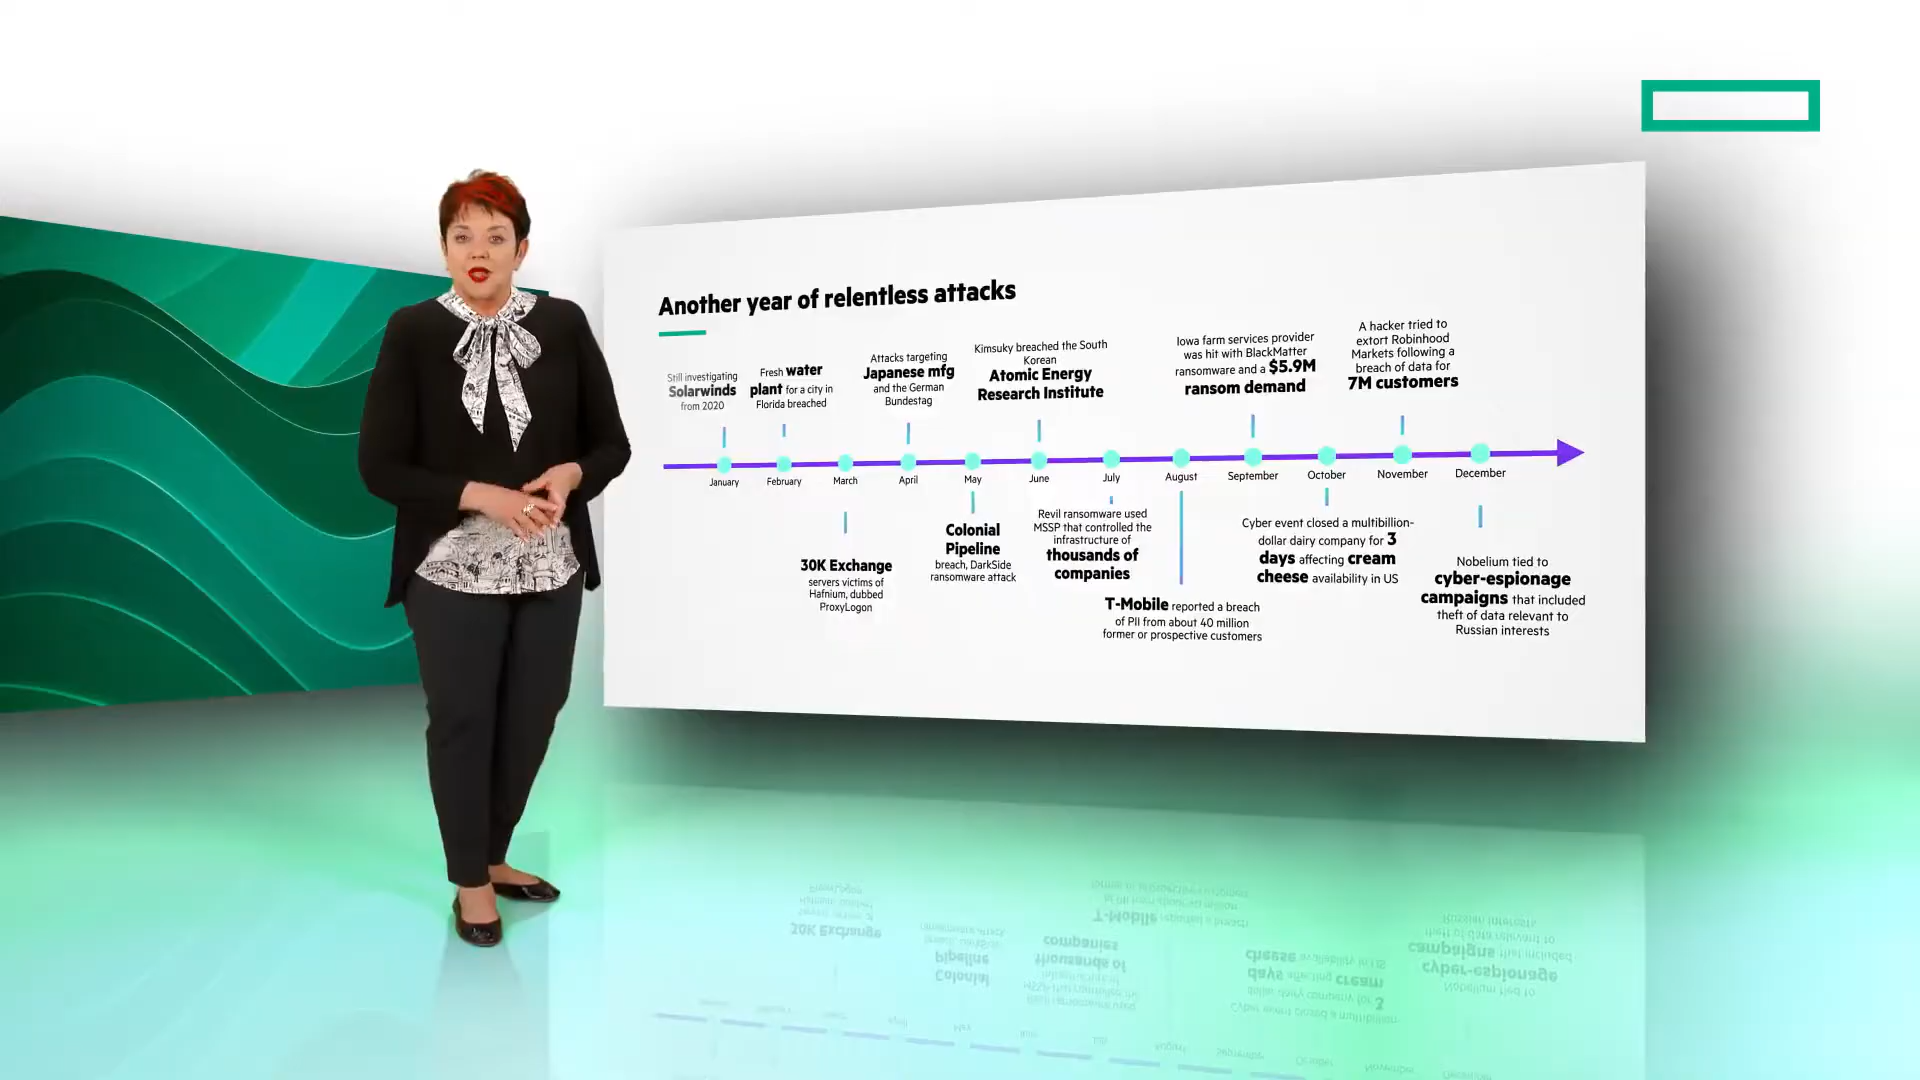 Another year of relentless attacks
Still investigating
Solarwinds
from 2020
Fresh water
plant for a city in
Florida breached
Attacks targeting
Japanese mfg
and the German
Bundestag
Kimsuky breached the South
Korean
Atomic Energy
Research Institute
Iowa farm services provider
was hit with BlackMatter
ransomware and a $5.9M
ransom demand
A hacker tried to
extort Robinhood
Markets following a
breach of data for
7M customers
January
February
March
April
May
June
July
August
September
October
November
December
30K Exchange
servers victims of
Hafnium, dubbed
ProxyLogon
Colonial
Pipeline
breach, DarkSide
ransomware attack
Revil ransomware used
MSSP that controlled the
infrastructure of
thousands of
companies
T-Mobile reported a breach
of PII from about 40 million
former or prospective customers
Cyber event closed a multibillion-
dollar dairy company for 3
days affecting cream
cheese availability in US
Nobelium tied to
cyber-espionage
campaigns that included
theft of data relevant to
Russian interests